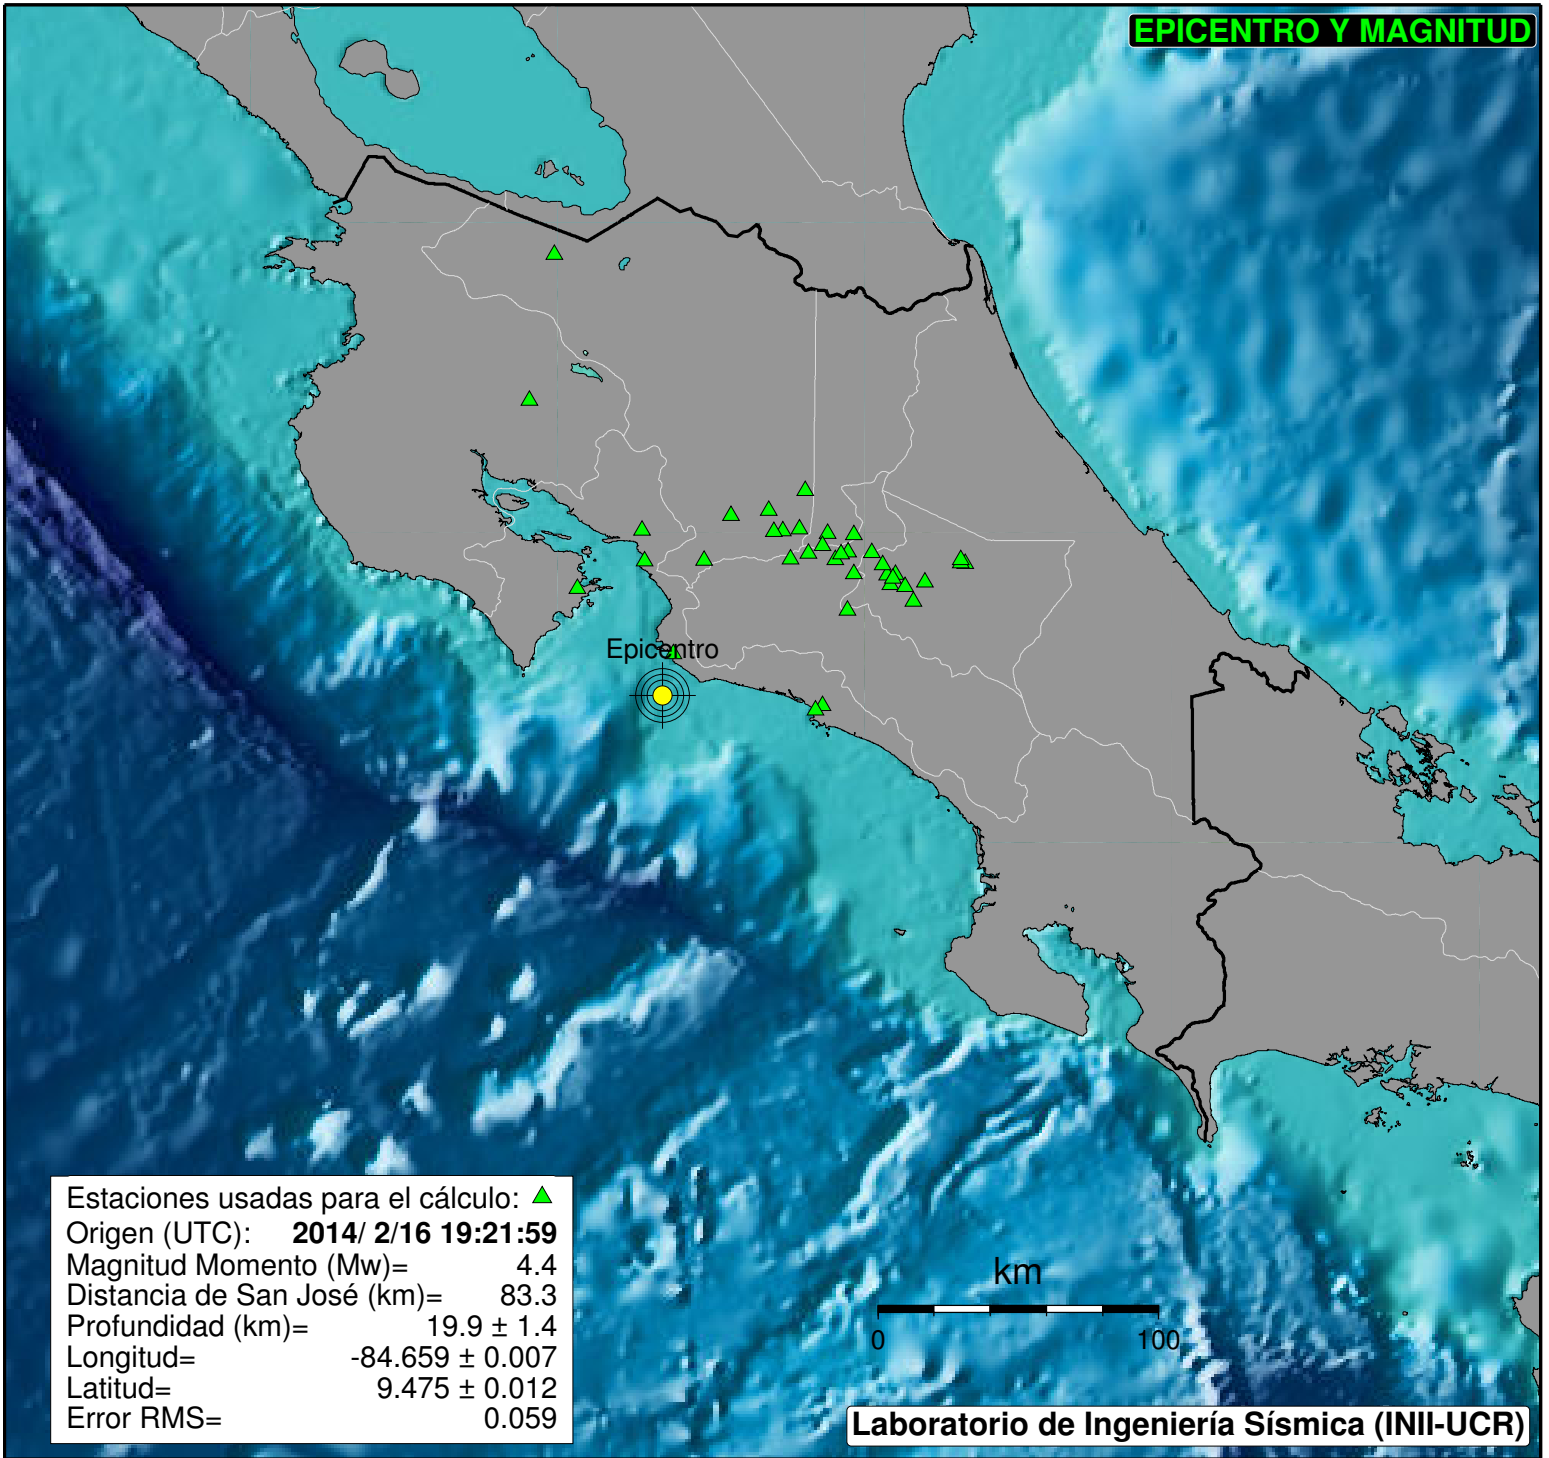 EPICENTRO Y MAGNITUD
Epicentro
Estaciones usadas para el cálculo:
Origen (UTC): 2014/ 2/16 19:21:59
Magnitud Momento (Mw)= 4.4
Distancia de San José (km)= 83.3
Profundidad (km)= 19.9 ± 1.4
Longitud= -84.659 ± 0.007
Latitud= 9.475 ± 0.012
Error RMS= 0.059
km
0 100
Laboratorio de Ingeniería Sísmica (INII-UCR)